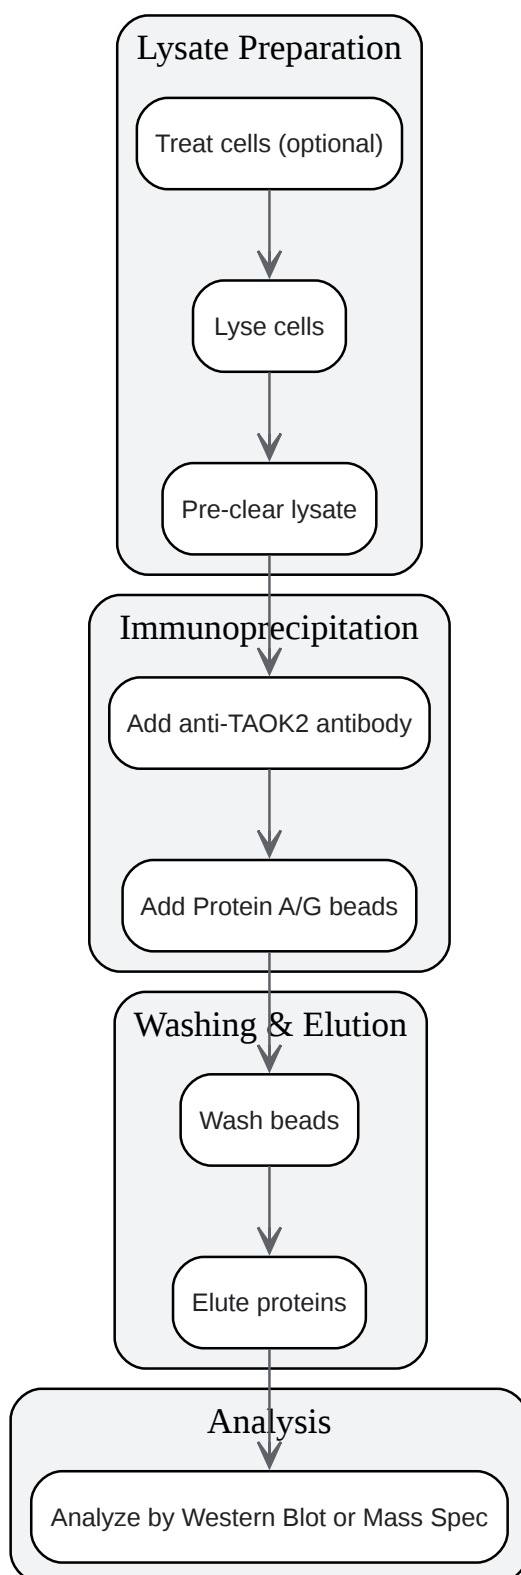 Lysate Preparation
Treat cells (optional)
Lyse cells
Pre-clear lysate
Immunoprecipitation
Add anti-TAOK2 antibody
Add Protein A/G beads
Washing & Elution
Wash beads
Elute proteins
Analysis
Analyze by Western Blot or Mass Spec